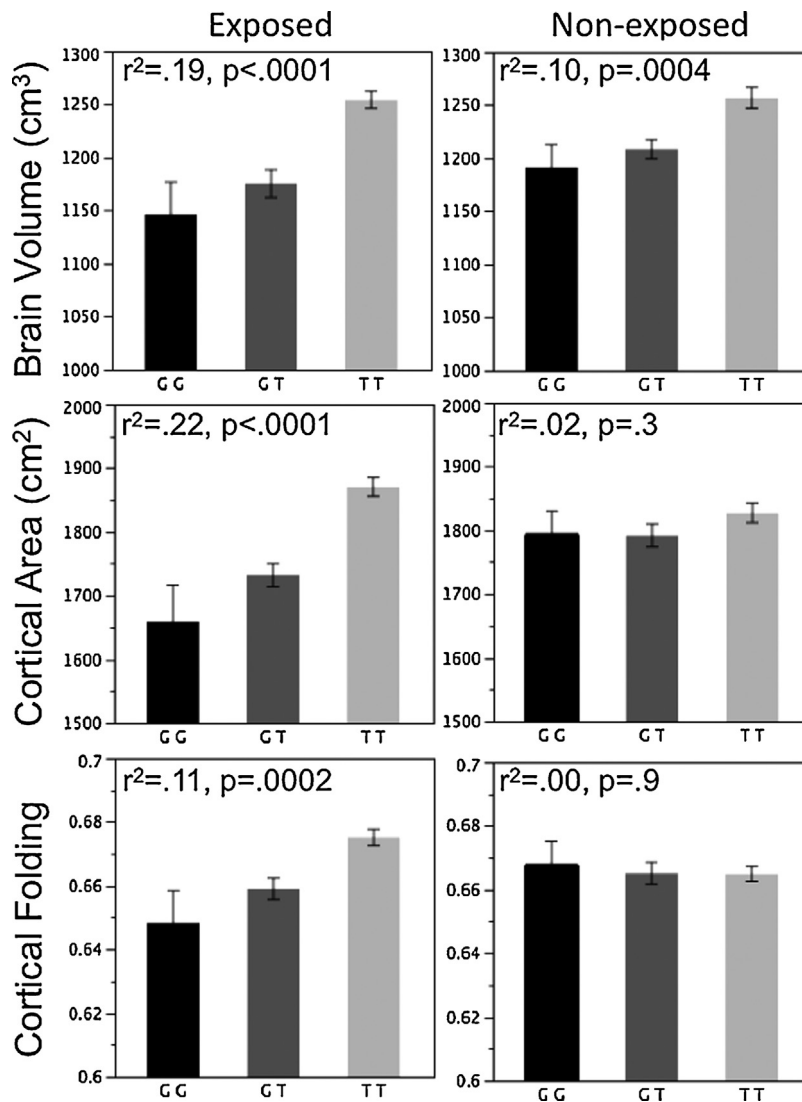 Exposed
Non-exposed
Brain Volume (cm³)
r²=.19, p<.0001
1300
1250
1200
1150
1100
1050
1000
GG GT TT
r²=.10, p=.0004
1300
1250
1200
1150
1100
1050
1000
GG GT TT
Cortical Area (cm²)
r²=.22, p<.0001
2000
1900
1800
1700
1600
1500
GG GT TT
r²=.02, p=.3
2000
1900
1800
1700
1600
1500
GG GT TT
Cortical Folding
r²=.11, p=.0002
0.7
0.68
0.66
0.64
0.62
0.6
GG GT TT
r²=.00, p=.9
0.7
0.68
0.66
0.64
0.62
0.6
GG GT TT